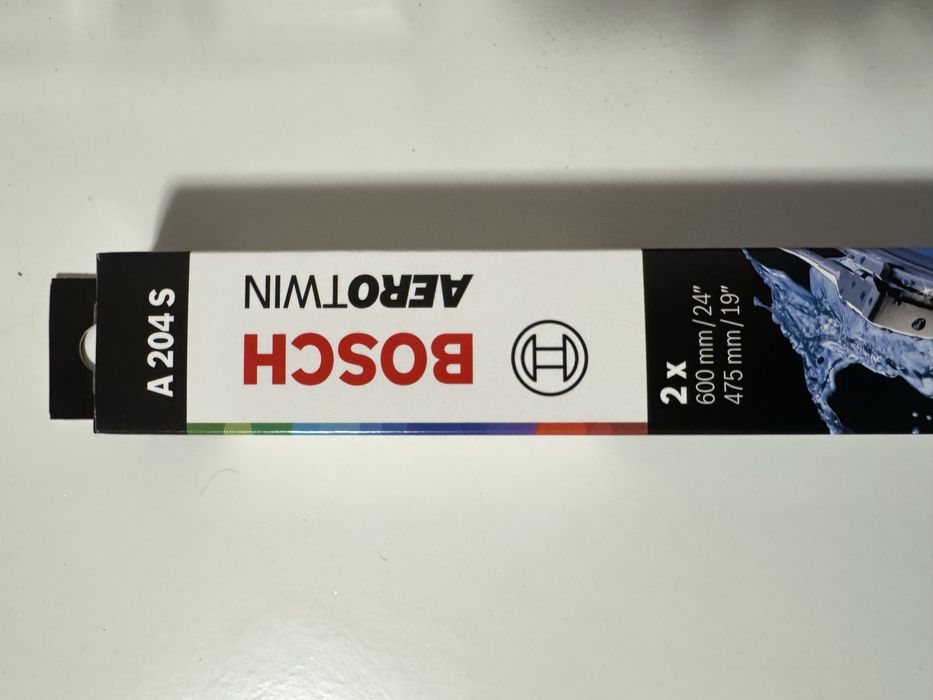 A 204 S
BOSCH
AEROTWIN
2 x
600 mm / 24"
475 mm / 19"